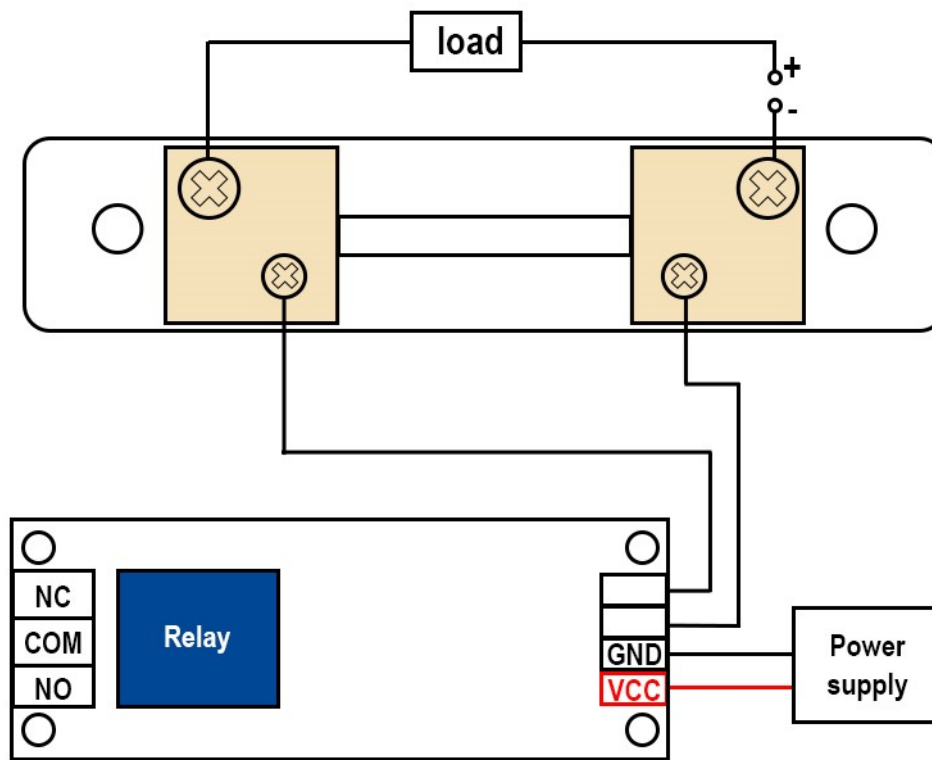 load
+
-
NC
COM
NO
Relay
GND
VCC
Power
supply